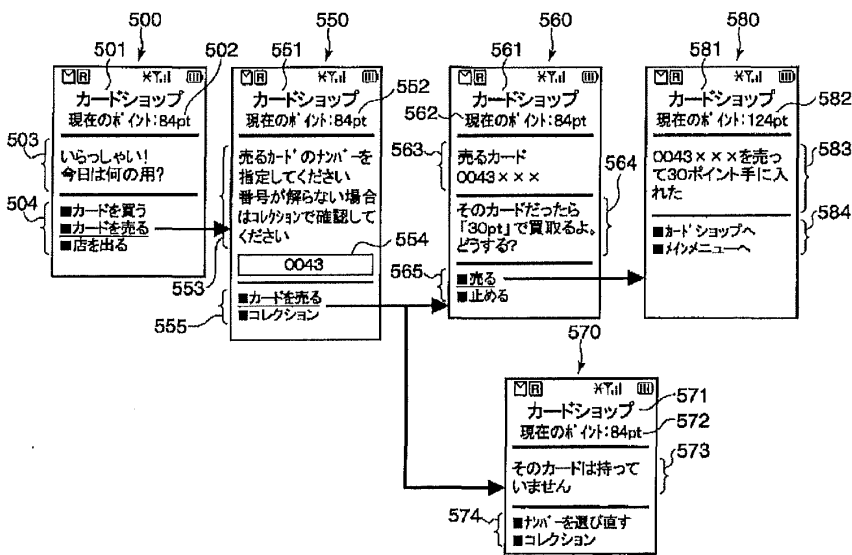 500
501
502
カードショップ
現在のポイント:84pt
503
いらっしゃい!
今日は何の用?
504
■カードを買う
■カードを売る
■店を出る
550
551
552
カードショップ
現在のポイント:84pt
売るカードのナンバーを
指定してください
番号が解らない場合
はコレクションで確認して
ください
553
554
0043
555
■カードを売る
■コレクション
560
561
カードショップ
562
現在のポイント:84pt
563
売るカード
0043×××
564
そのカードだったら
「30pt」で買取るよ。
どうする?
565
■売る
■止める
580
581
カードショップ
582
現在のポイント:124pt
583
0043×××を売っ
て30ポイント手に入
れた
584
■カードショップへ
■メインメニューへ
570
カードショップ
571
現在のポイント:84pt
572
そのカードは持って
いません
573
574
■ナンバーを選び直す
■コレクション